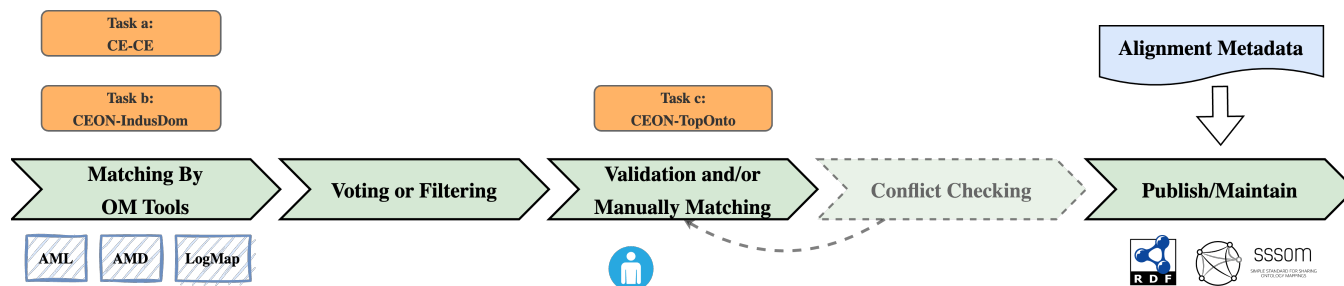 Task a:
CE-CE
Task b:
CEON-IndusDom
Task c:
CEON-TopOnto
Alignment Metadata
Matching By
OM Tools
Voting or Filtering
Validation and/or
Manually Matching
Conflict Checking
Publish/Maintain
AML
AMD
LogMap
RDF
sssom
SIMPLE STANDARD FOR SHARING
ONTOLOGY MAPPINGS